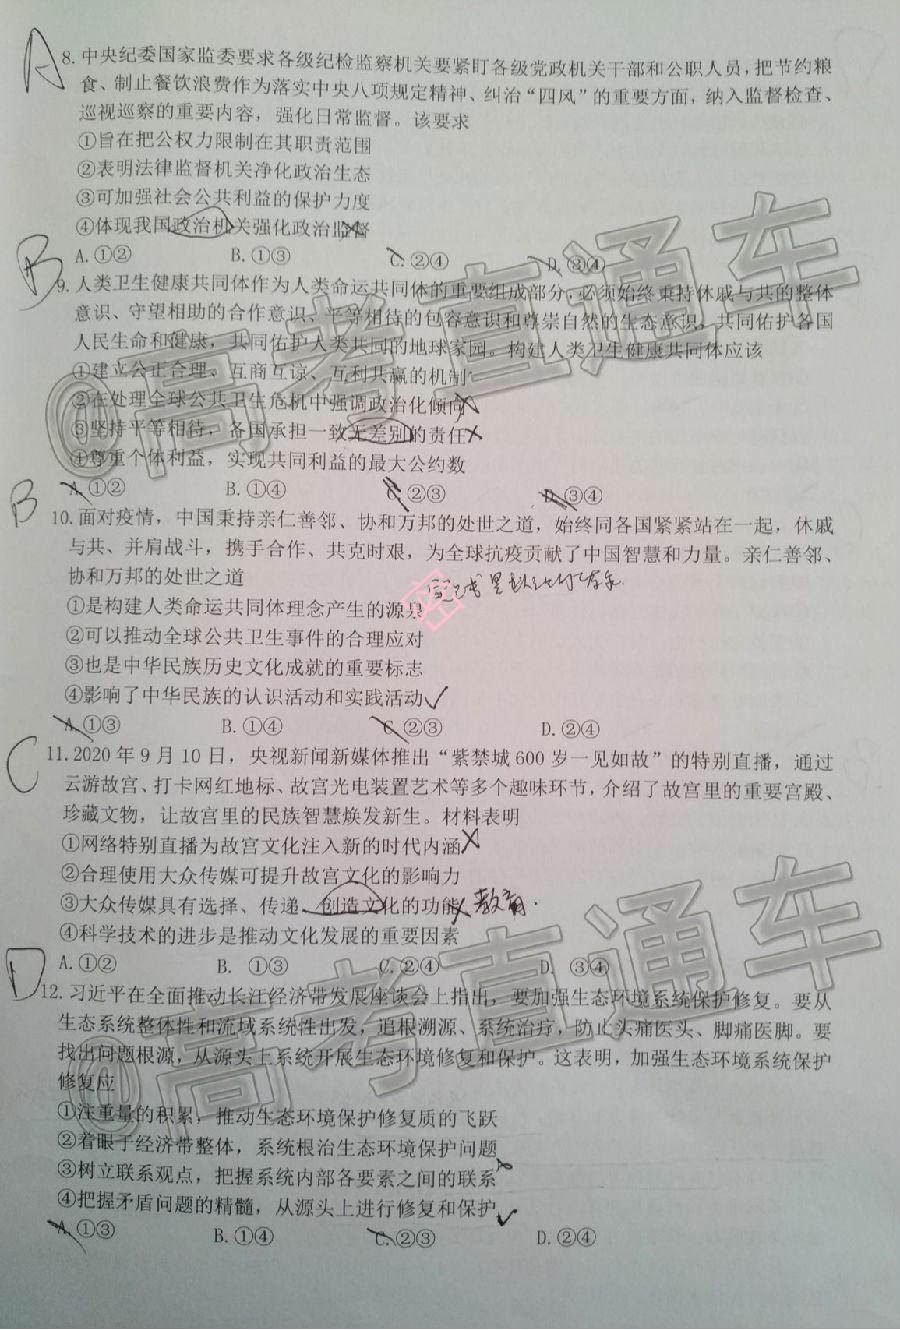 A
8. 中央纪委国家监委要求各级纪检监察机关要紧盯各级党政机关干部和公职人员，把节约粮
食、制止餐饮浪费作为落实中央八项规定精神、纠治“四风”的重要方面，纳入监督检查、
巡视巡察的重要内容，强化日常监督。该要求
①旨在把公权力限制在其职责范围
②表明法律监督机关净化政治生态
③可加强社会公共利益的保护力度
④体现我国政治机关强化政治监督
A. ①② B. ①③ C. ②④ D. ③④
B
9. 人类卫生健康共同体作为人类命运共同体的重要组成部分，必须始终秉持休戚与共的整体
意识、守望相助的合作意识、平等相待的包容意识和尊崇自然的生态意识，共同佑护各国
人民生命和健康，共同佑护人类共同的地球家园。构建人类卫生健康共同体应该
①建立公正合理、互商互谅、互利共赢的机制
②在处理全球公共卫生危机中强调政治化倾向
③坚持平等相待，各国承担一致无差别的责任
④尊重个体利益，实现共同利益的最大公约数
A. ①② B. ①④ C. ②③ D. ③④
B
10. 面对疫情，中国秉持亲仁善邻、协和万邦的处世之道，始终同各国紧紧站在一起，休戚
与共、并肩战斗，携手合作、共克时艰，为全球抗疫贡献了中国智慧和力量。亲仁善邻、
协和万邦的处世之道
密
①是构建人类命运共同体理念产生的源泉
②可以推动全球公共卫生事件的合理应对
③也是中华民族历史文化成就的重要标志
④影响了中华民族的认识活动和实践活动
A. ①③ B. ①④ C. ②③ D. ②④
C
11. 2020 年 9 月 10 日，央视新闻新媒体推出“紫禁城 600 岁一见如故”的特别直播，通过
云游故宫、打卡网红地标、故宫光电装置艺术等多个趣味环节，介绍了故宫里的重要宫殿、
珍藏文物，让故宫里的民族智慧焕发新生。材料表明
①网络特别直播为故宫文化注入新的时代内涵
②合理使用大众传媒可提升故宫文化的影响力
③大众传媒具有选择、传递、创造文化的功能 教育.
④科学技术的进步是推动文化发展的重要因素
A. ①② B. ①③ C. ②④ D. ③④
D
12. 习近平在全面推动长江经济带发展座谈会上指出，要加强生态环境系统保护修复。要从
生态系统整体性和流域系统性出发，追根溯源、系统治疗，防止头痛医头、脚痛医脚。要
找出问题根源，从源头上系统开展生态环境修复和保护。这表明，加强生态环境系统保护
修复应
①注重量的积累，推动生态环境保护修复质的飞跃
②着眼于经济带整体，系统根治生态环境保护问题
③树立联系观点，把握系统内部各要素之间的联系
④把握矛盾问题的精髓，从源头上进行修复和保护
A. ①③ B. ①④ C. ②③ D. ②④
@高考直通车
@高考直通车